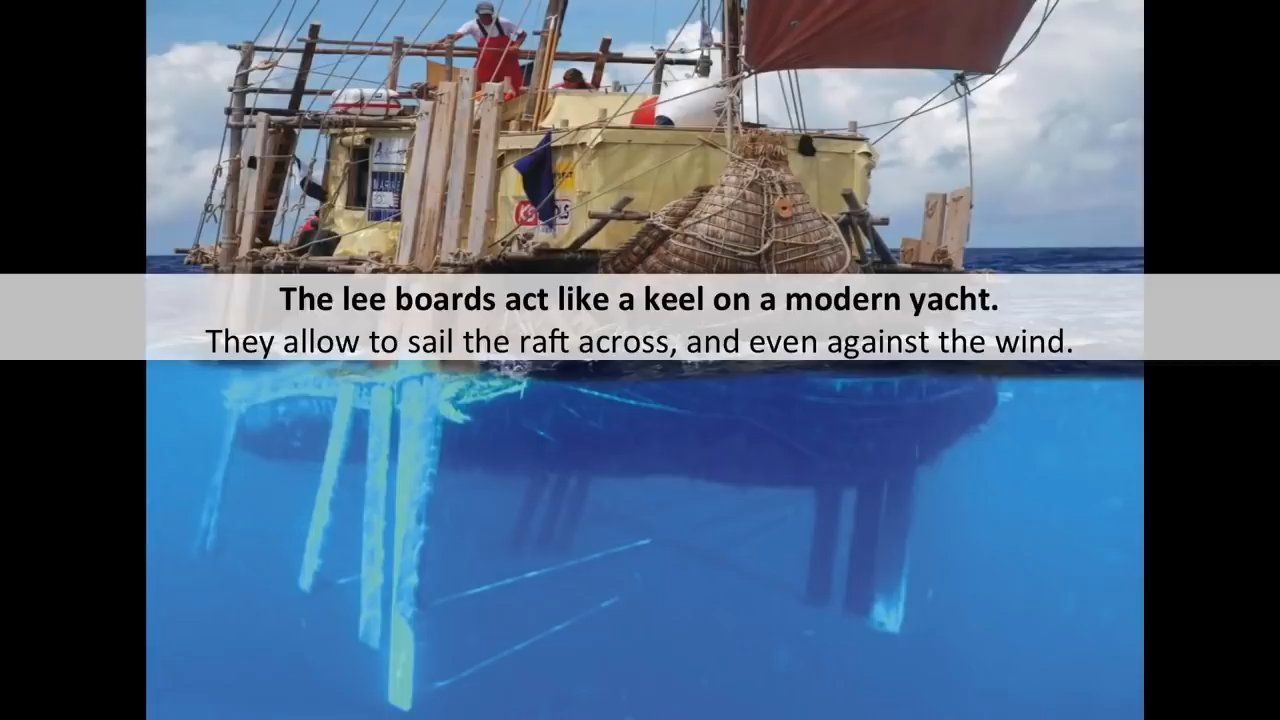 The lee boards act like a keel on a modern yacht.
They allow to sail the raft across, and even against the wind.